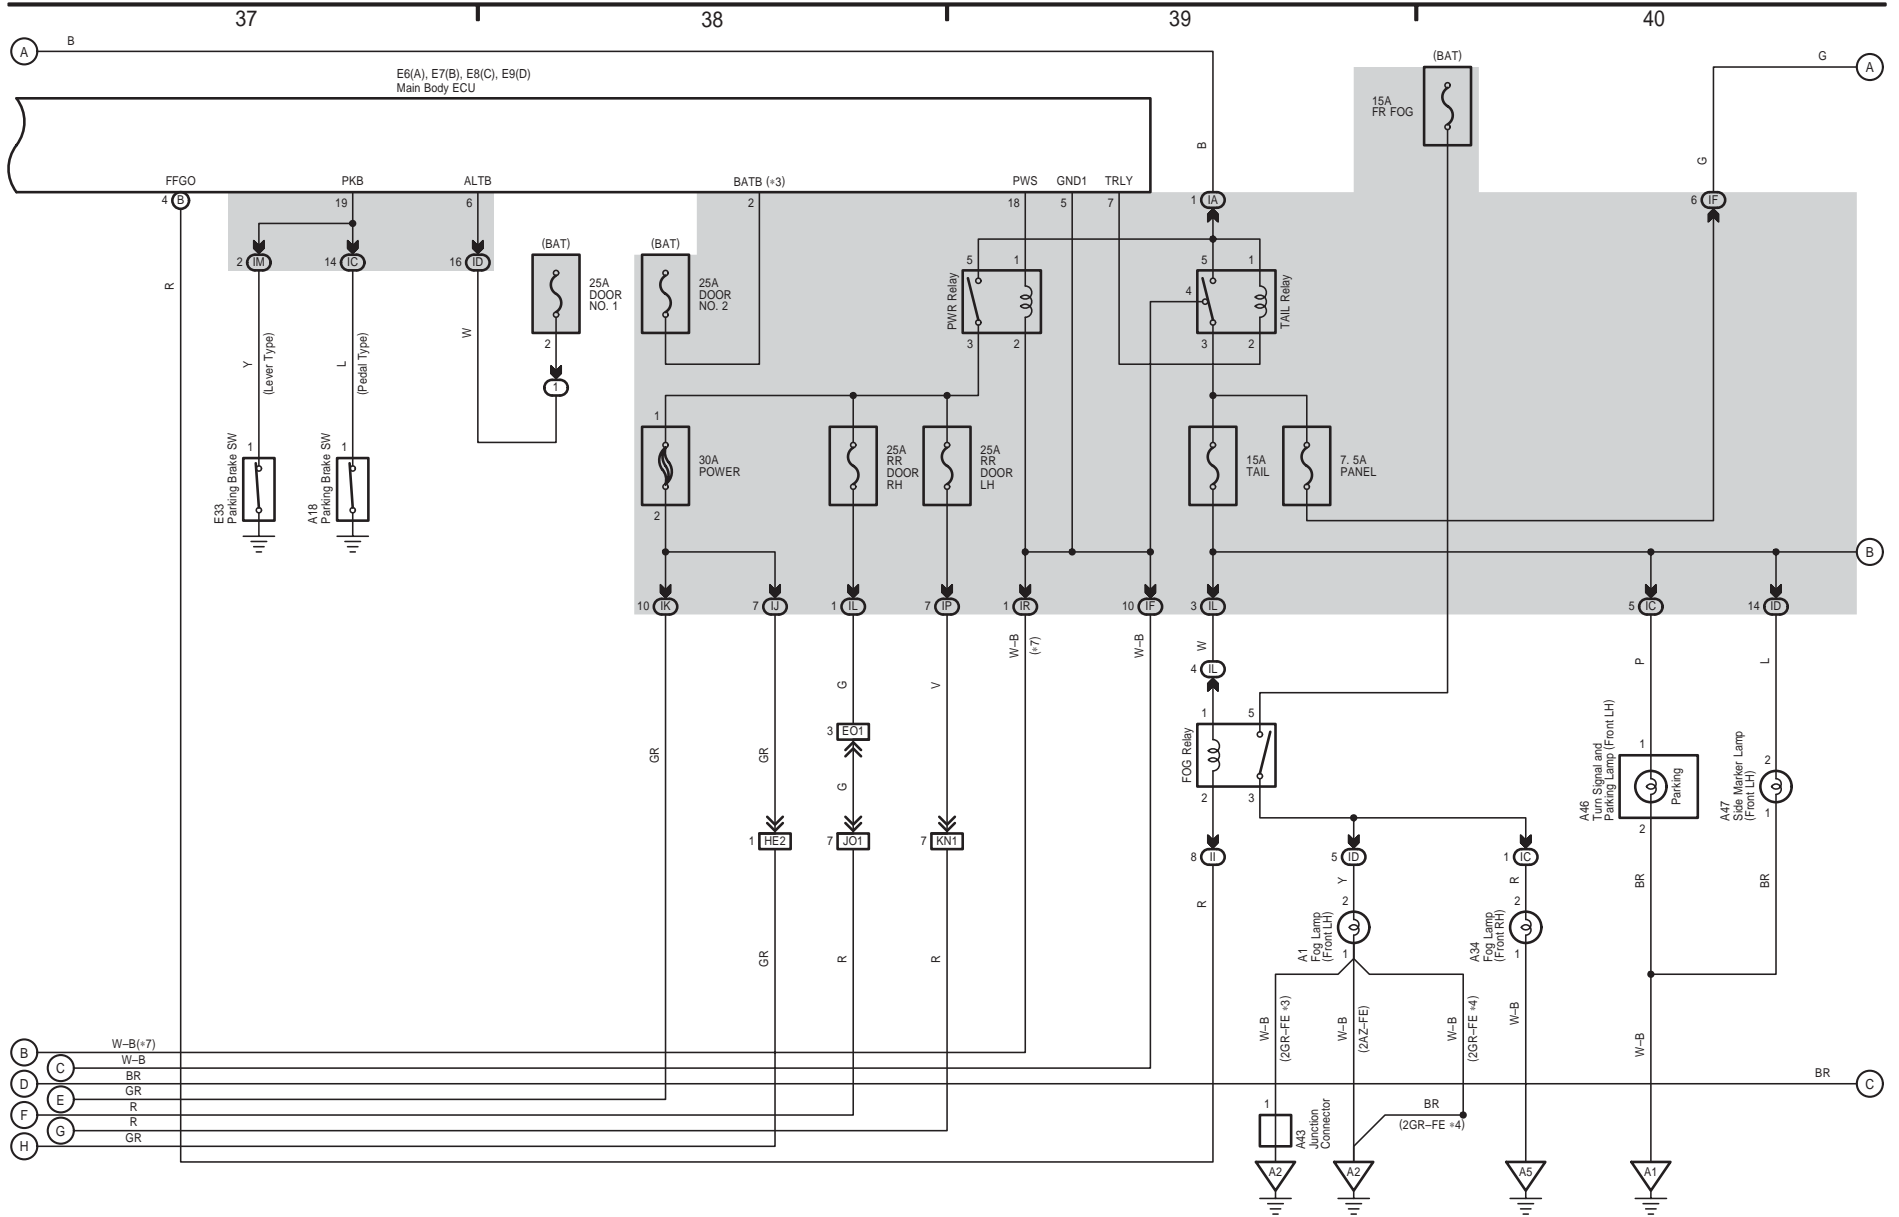 37
38
39
40
A
B
E6(A), E7(B), E8(C), E9(D)
Main Body ECU
(BAT)
15A
FR FOG
G
A
B
G
FFGO
PKB
ALTB
BATB (∗3)
PWS
GND1
TRLY
4
B
19
6
2
18
5
7
1
IA
6
IF
2
IM
14
IC
16
ID
(BAT)
25A
DOOR
NO. 1
2
1
(BAT)
25A
DOOR
NO. 2
5
1
PWR Relay
3
2
5
1
4
TAIL Relay
3
2
R
Y
(Lever Type)
L
(Pedal Type)
W
1
E33
Parking Brake SW
1
A18
Parking Brake SW
1
30A
POWER
2
25A
RR
DOOR
RH
25A
RR
DOOR
LH
15A
TAIL
7. 5A
PANEL
B
10
IK
7
IJ
1
IL
7
IP
1
IR
10
IF
3
IL
5
IC
14
ID
W–B
(∗7)
W–B
W
4
IL
P
L
G
V
3
EO1
GR
GR
G
1
5
FOG Relay
2
3
1
A46
Turn Signal and
Parking Lamp (Front LH)
Parking
2
2
A47
Side Marker Lamp
(Front LH)
1
1
HE2
7
JO1
7
KN1
8
II
5
ID
1
IC
R
Y
R
BR
BR
2
A1
Fog Lamp
(Front LH)
1
2
A34
Fog Lamp
(Front RH)
1
GR
R
R
W–B
(2GR–FE ∗3)
W–B
(2AZ–FE)
W–B
(2GR–FE ∗4)
W–B
W–B
B
W–B(∗7)
C
W–B
D
BR
BR
C
E
GR
F
R
G
R
H
GR
1
A43
Junction
Connector
BR
(2GR–FE ∗4)
A2
A2
A5
A1